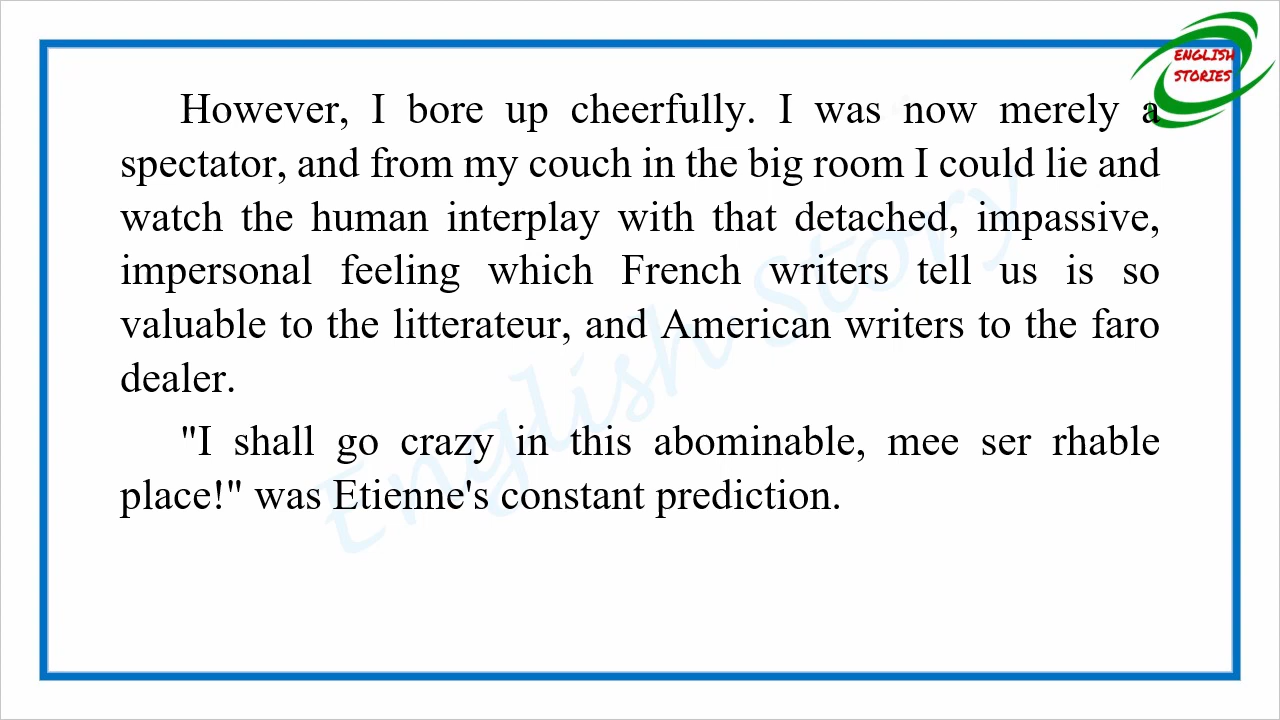 ENGLISH
STORIES
However, I bore up cheerfully. I was now merely a
spectator, and from my couch in the big room I could lie and
watch the human interplay with that detached, impassive,
impersonal feeling which French writers tell us is so
valuable to the litterateur, and American writers to the faro
dealer.
"I shall go crazy in this abominable, mee ser rhable
place!" was Etienne's constant prediction.
English Story